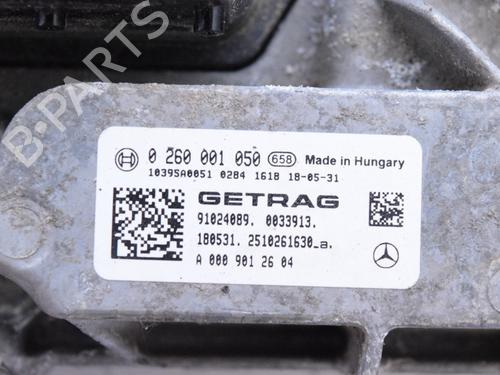 B-PARTS
0 260 001 050 658 Made in Hungary
1039SA0051 0284 1618 18-05-31
GETRAG
91024089. 0033913.
180531. 2510261630_a.
A 000 901 26 04